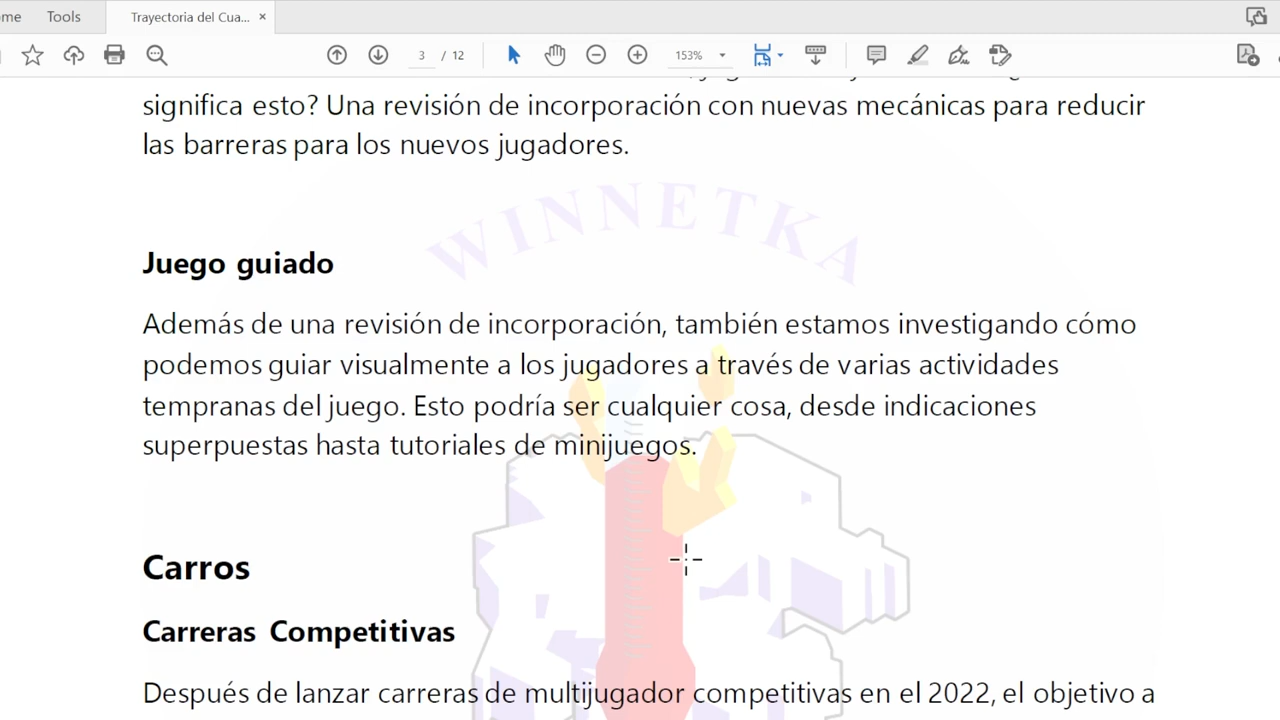 ome Tools Trayectoria del Cua... ×
3 / 12 153%
significa esto? Una revisión de incorporación con nuevas mecánicas para reducir
las barreras para los nuevos jugadores.
WINNETKA
Juego guiado
Además de una revisión de incorporación, también estamos investigando cómo
podemos guiar visualmente a los jugadores a través de varias actividades
tempranas del juego. Esto podría ser cualquier cosa, desde indicaciones
superpuestas hasta tutoriales de minijuegos.
Carros
Carreras Competitivas
Después de lanzar carreras de multijugador competitivas en el 2022, el objetivo a